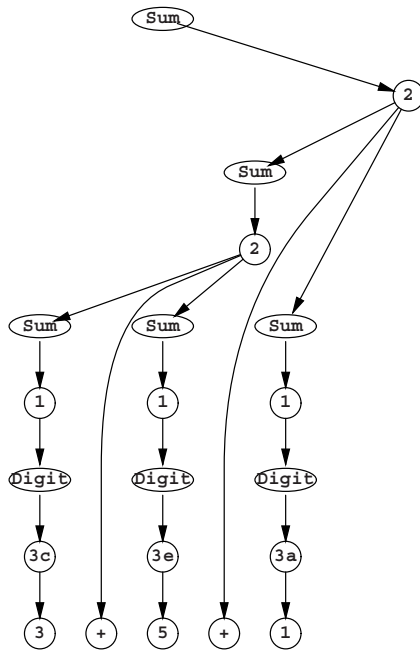 Sum
2
Sum
2
Sum Sum Sum
1 1 1
Digit Digit Digit
3c 3e 3a
3 + 5 + 1